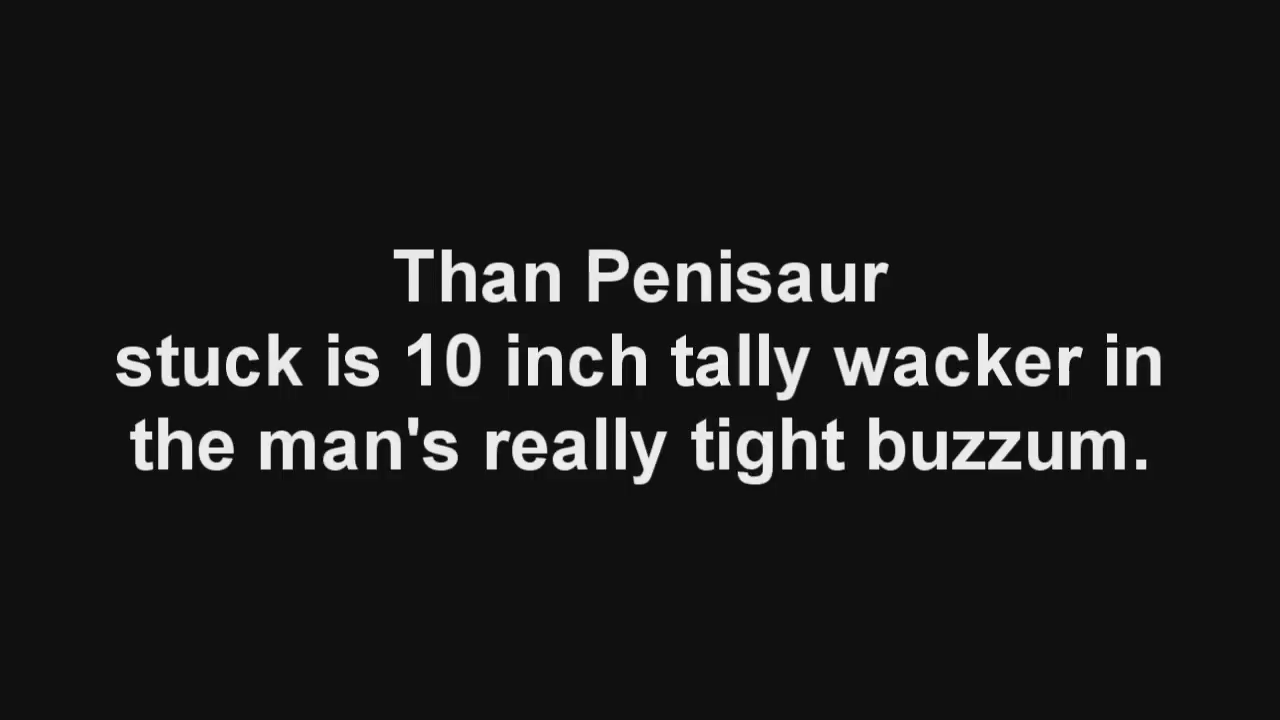 Than Penisaur
stuck is 10 inch tally wacker in
the man's really tight buzzum.